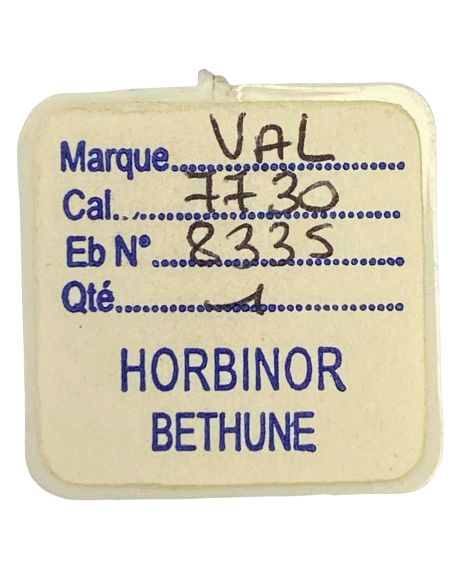 Marque VAL
Cal. 7730
Eb N° 8335
Qté 1
HORBINOR
BETHUNE